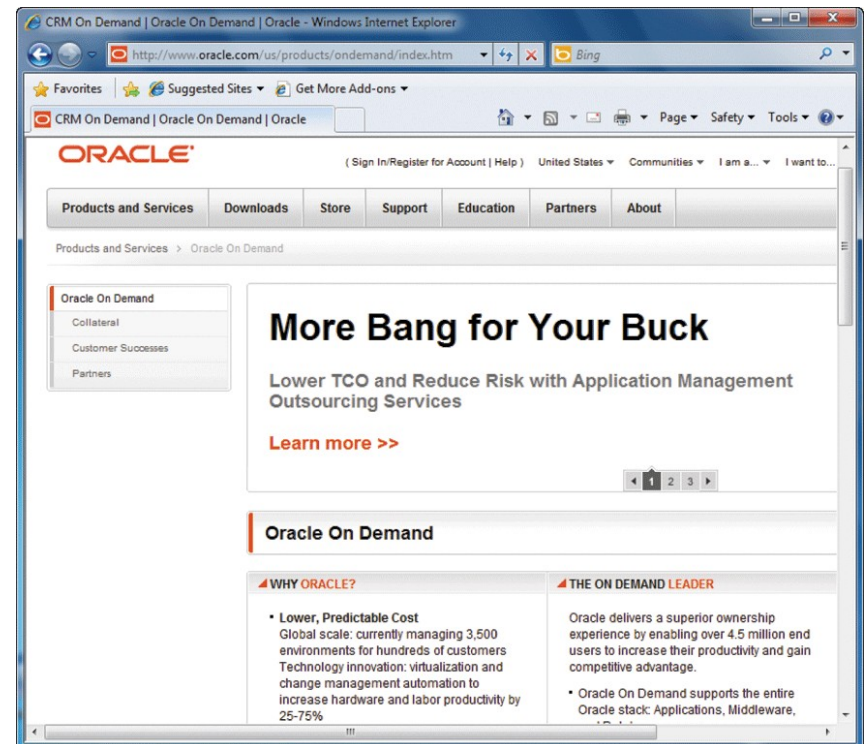 CRM On Demand | Oracle On Demand | Oracle - Windows Internet Explorer
http://www.oracle.com/us/products/ondemand/index.htm
Bing
Favorites Suggested Sites Get More Add-ons
CRM On Demand | Oracle On Demand | Oracle
Page Safety Tools
ORACLE
( Sign In/Register for Account | Help ) United States Communities I am a... I want to...
Products and Services Downloads Store Support Education Partners About
Products and Services > Oracle On Demand
Oracle On Demand
Collateral
Customer Successes
Partners
More Bang for Your Buck
Lower TCO and Reduce Risk with Application Management
Outsourcing Services
Learn more >>
1 2 3
Oracle On Demand
WHY ORACLE?
• Lower, Predictable Cost
Global scale: currently managing 3,500
environments for hundreds of customers
Technology innovation: virtualization and
change management automation to
increase hardware and labor productivity by
25-75%
THE ON DEMAND LEADER
Oracle delivers a superior ownership
experience by enabling over 4.5 million end
users to increase their productivity and gain
competitive advantage.
• Oracle On Demand supports the entire
Oracle stack: Applications, Middleware,